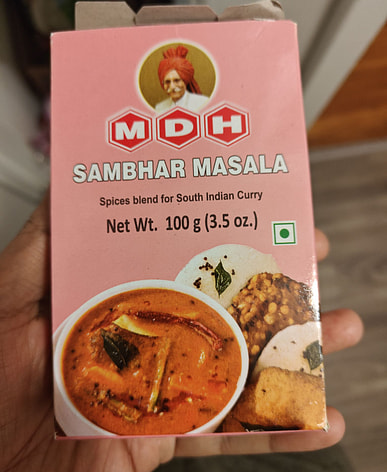 MDH
SAMBHAR MASALA
Spices blend for South Indian Curry
Net Wt. 100 g (3.5 oz.)